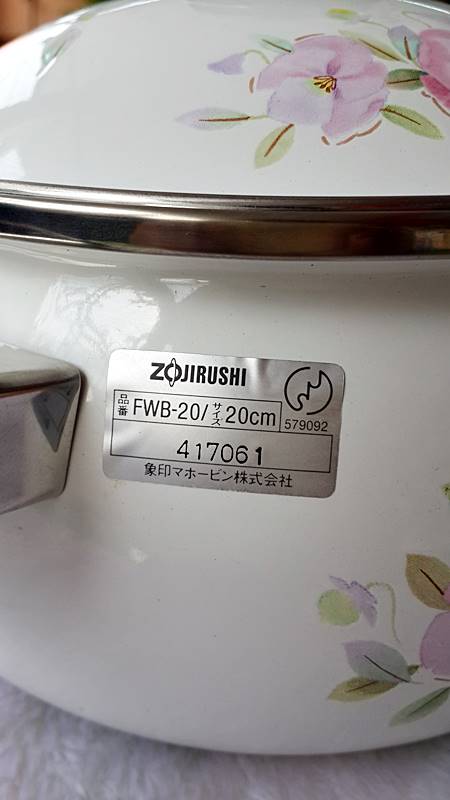 ZOJIRUSHI
品番 FWB-20/サイズ 20cm
579092
417061
象印マホービン株式会社